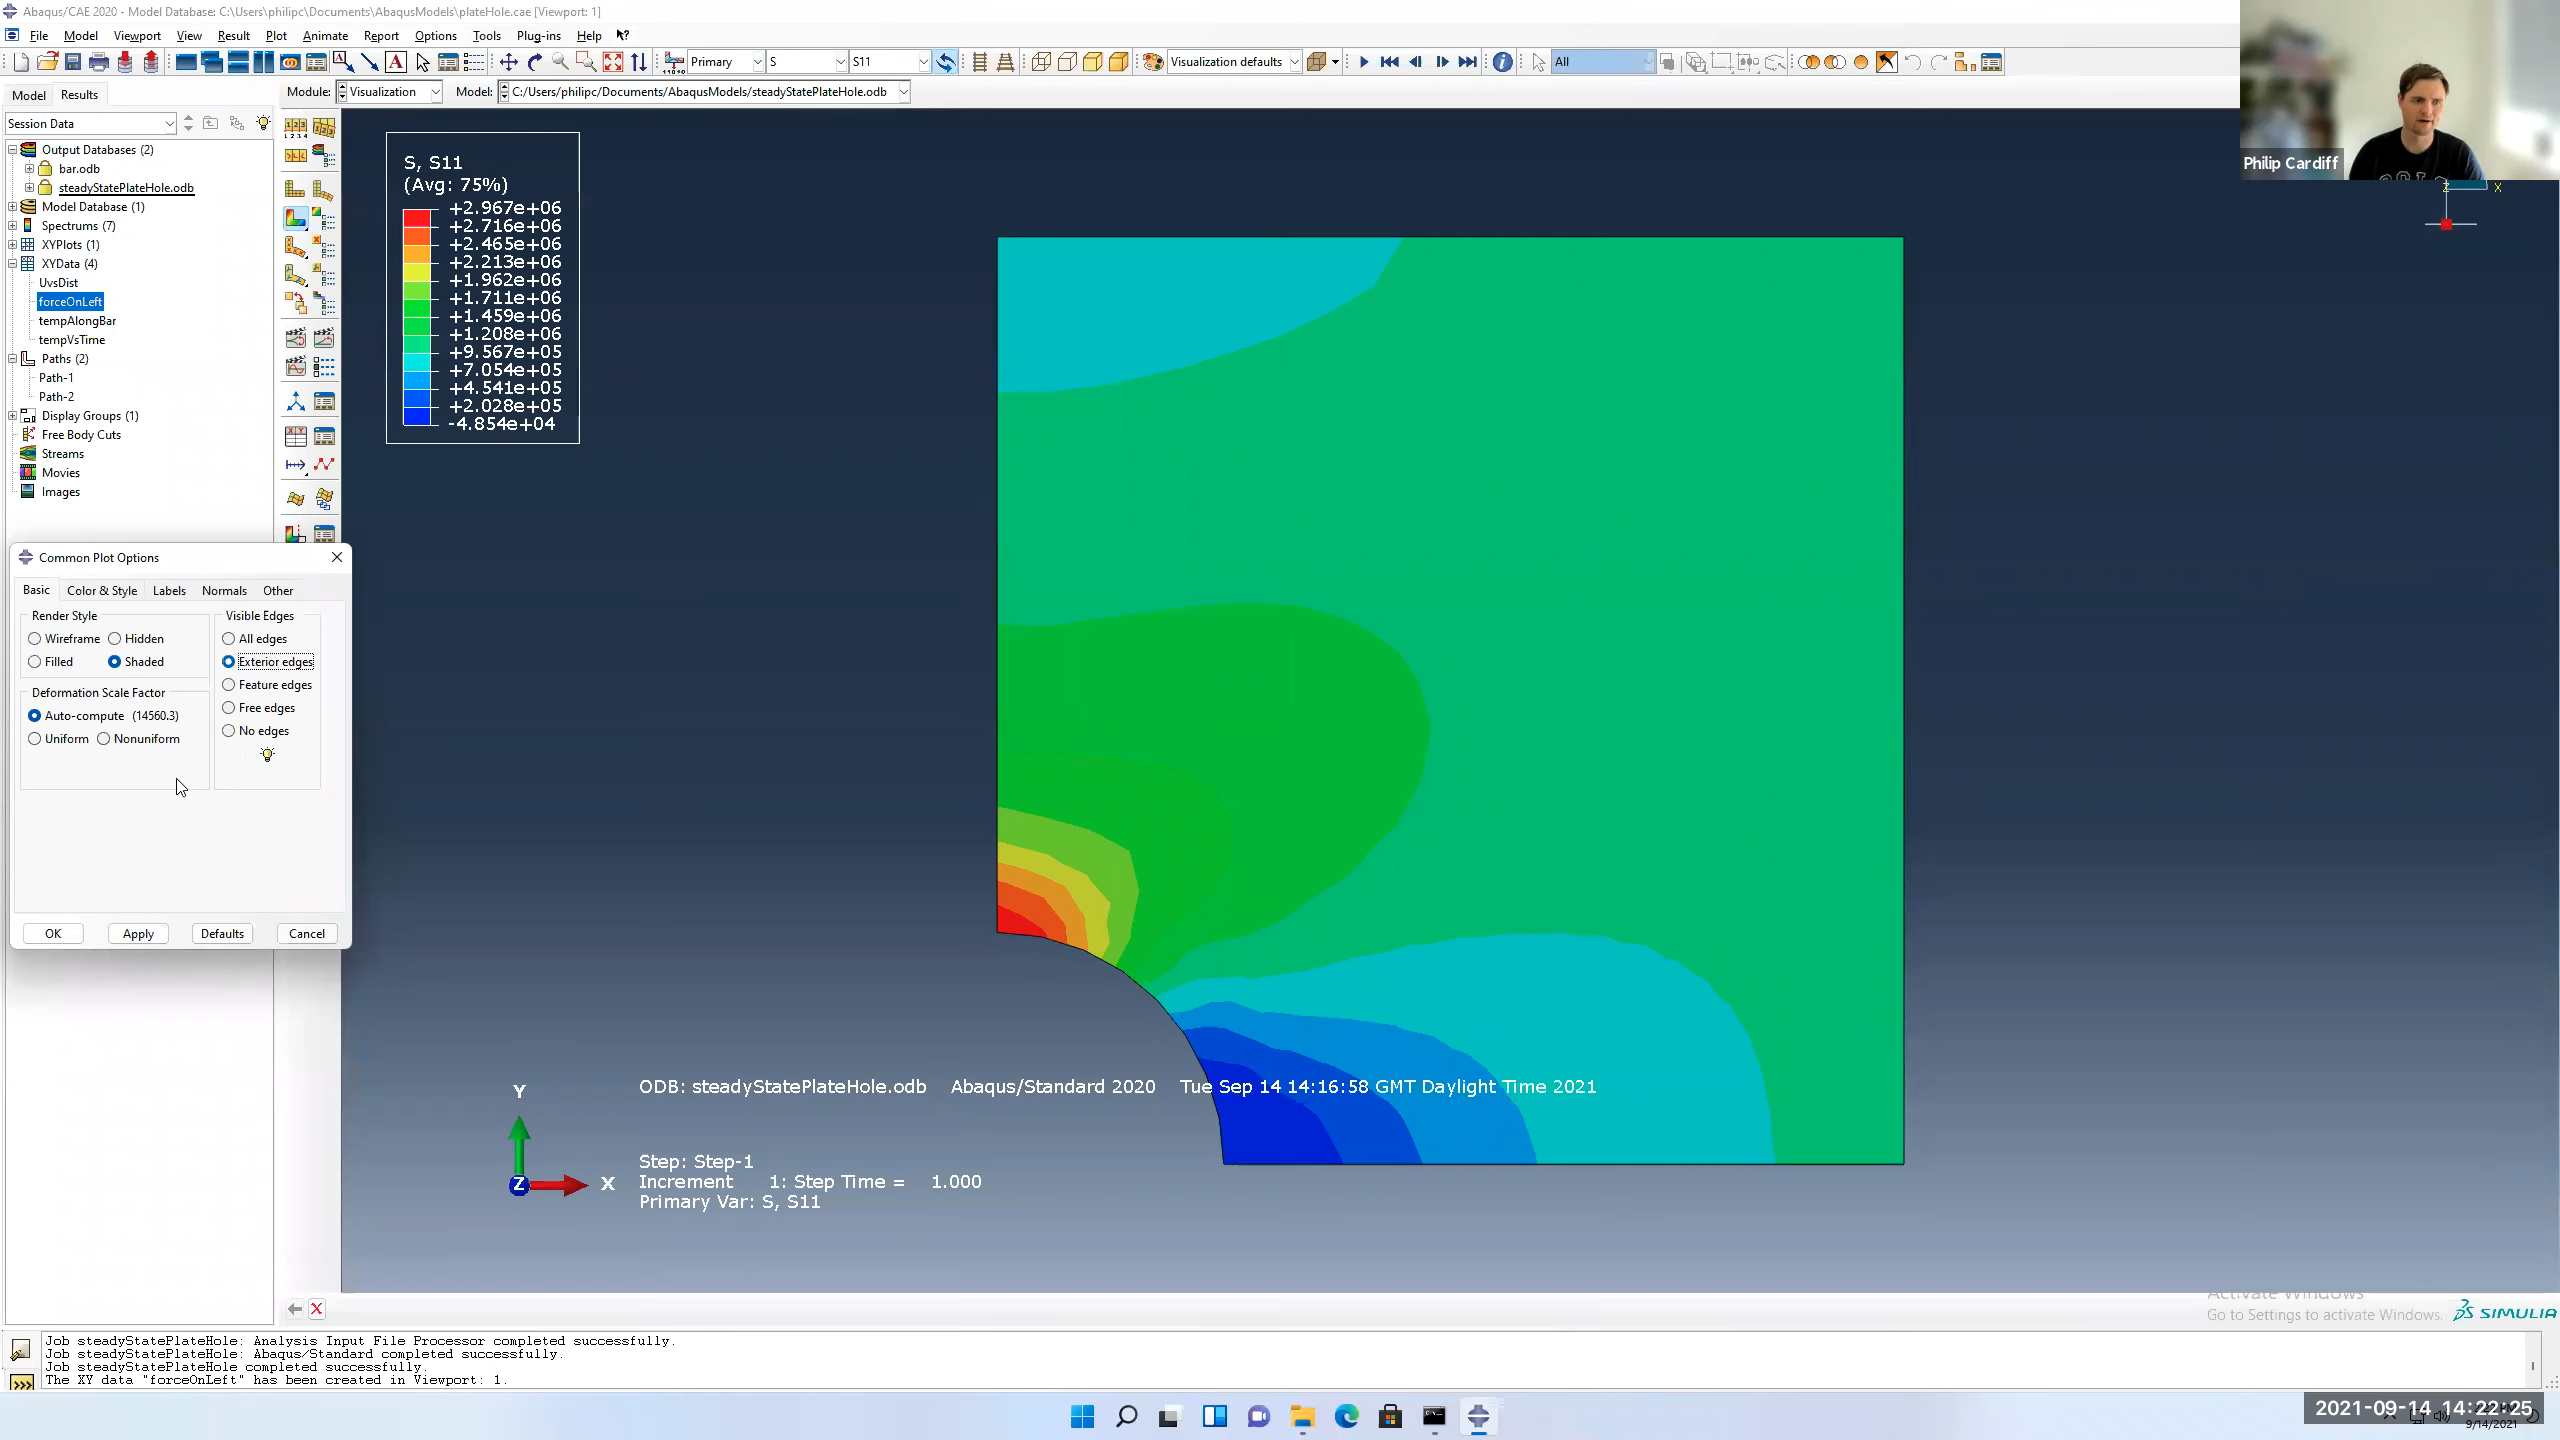 Abaqus/CAE 2020 - Model Database: C:\Users\philipc\Documents\AbaqusModels\plateHole.cae [Viewport: 1]
File Model Viewport View Result Plot Animate Report Options Tools Plug-ins Help
Primary S S11 Visualization defaults All
Model Results Module: Visualization Model: C:/Users/philipc/Documents/AbaqusModels/steadyStatePlateHole.odb
Session Data
Output Databases (2)
bar.odb
steadyStatePlateHole.odb
Model Database (1)
Spectrums (7)
XYPlots (1)
XYData (4)
UvsDist
forceOnLeft
tempAlongBar
tempVsTime
Paths (2)
Path-1
Path-2
Display Groups (1)
Free Body Cuts
Streams
Movies
Images
Common Plot Options
Basic Color & Style Labels Normals Other
Render Style
Wireframe Hidden
Filled Shaded
Deformation Scale Factor
Auto-compute (14560.3)
Uniform Nonuniform
Visible Edges
All edges
Exterior edges
Feature edges
Free edges
No edges
OK Apply Defaults Cancel
S, S11
(Avg: 75%)
+2.967e+06
+2.716e+06
+2.465e+06
+2.213e+06
+1.962e+06
+1.711e+06
+1.459e+06
+1.208e+06
+9.567e+05
+7.054e+05
+4.541e+05
+2.028e+05
-4.854e+04
Philip Cardiff
Z X
Y
Z X
ODB: steadyStatePlateHole.odb Abaqus/Standard 2020 Tue Sep 14 14:16:58 GMT Daylight Time 2021
Step: Step-1
Increment 1: Step Time = 1.000
Primary Var: S, S11
Activate Windows
Go to Settings to activate Windows.
SIMULIA
Job steadyStatePlateHole: Analysis Input File Processor completed successfully.
Job steadyStatePlateHole: Abaqus/Standard completed successfully.
Job steadyStatePlateHole completed successfully.
The XY data "forceOnLeft" has been created in Viewport: 1.
2021-09-14 14:22:25
9/14/2021